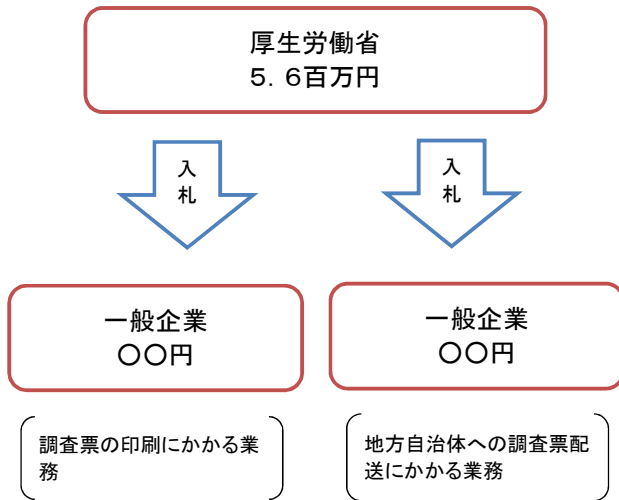 厚生労働省
5．6百万円
入
札
入
札
一般企業
〇〇円
一般企業
〇〇円
調査票の印刷にかかる業
務
地方自治体への調査票配
送にかかる業務